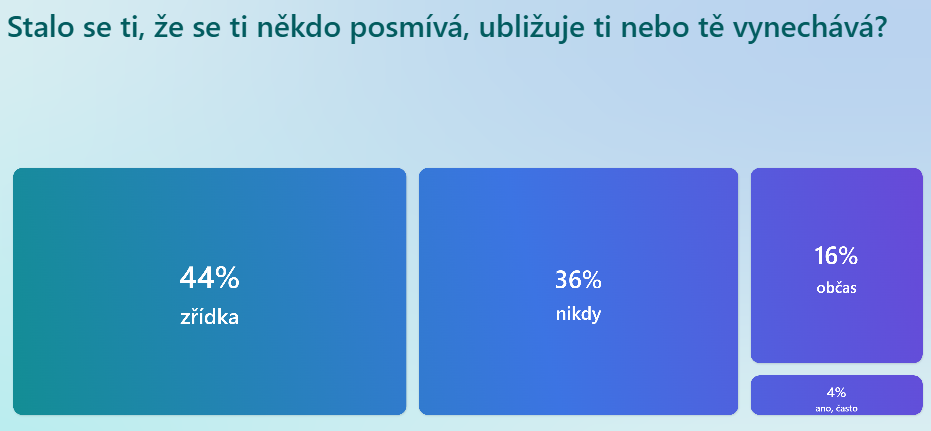 Stalo se ti, že se ti někdo posmívá, ubližuje ti nebo tě vynechává?
44%
zřídka
36%
nikdy
16%
občas
4%
ano, často